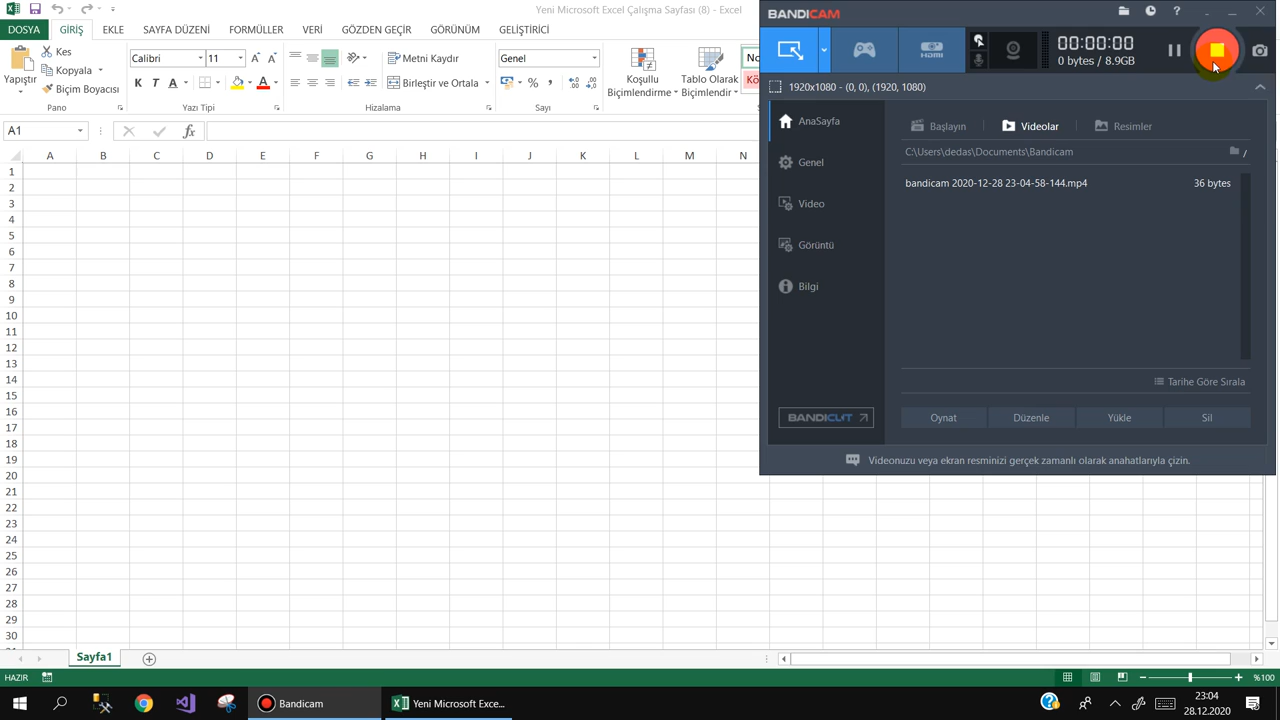 Yeni Microsoft Excel Çalışma Sayfası (8) - Excel
DOSYA GİRİŞ EKLE SAYFA DÜZENİ FORMÜLLER VERİ GÖZDEN GEÇİR GÖRÜNÜM GELİŞTİRİCİ
Yapıştır
Kes
Kopyala
Biçim Boyacısı
Pano
Calibri 11
K T A
Yazı Tipi
Metni Kaydır
Birleştir ve Ortala
Hizalama
Genel
%
Sayı
Koşullu
Biçimlendirme
Tablo Olarak
Biçimlendir
A1
fx
A B C D E F G H I J K L M N
1
2
3
4
5
6
7
8
9
10
11
12
13
14
15
16
17
18
19
20
21
22
23
24
25
26
27
28
29
30
BANDICAM
HDMI
00:00:00
0 bytes / 8.9GB
1920x1080 - (0, 0), (1920, 1080)
AnaSayfa
Genel
Video
Görüntü
Bilgi
BANDICUT
Başlayın
Videolar
Resimler
C:\Users\dedas\Documents\Bandicam
/
bandicam 2020-12-28 23-04-58-144.mp4 36 bytes
Tarihe Göre Sırala
Oynat Düzenle Yükle Sil
Videonuzu veya ekran resminizi gerçek zamanlı olarak anahatlarıyla çizin.
Sayfa1
HAZIR
%100
Bandicam
Yeni Microsoft Exce...
23:04
28.12.2020